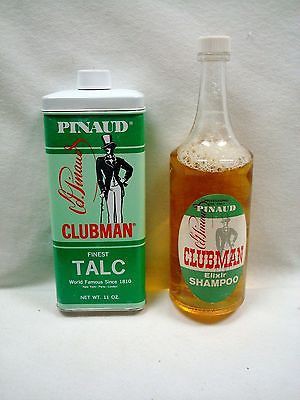 PINAUD®
Ed. Pinaud
CLUBMAN®
FINEST
TALC
World Famous Since 1810
New York · Paris · London
NET WT. 11 OZ.
PINAUD
Ed. Pinaud
CLUBMAN
Elixir
SHAMPOO